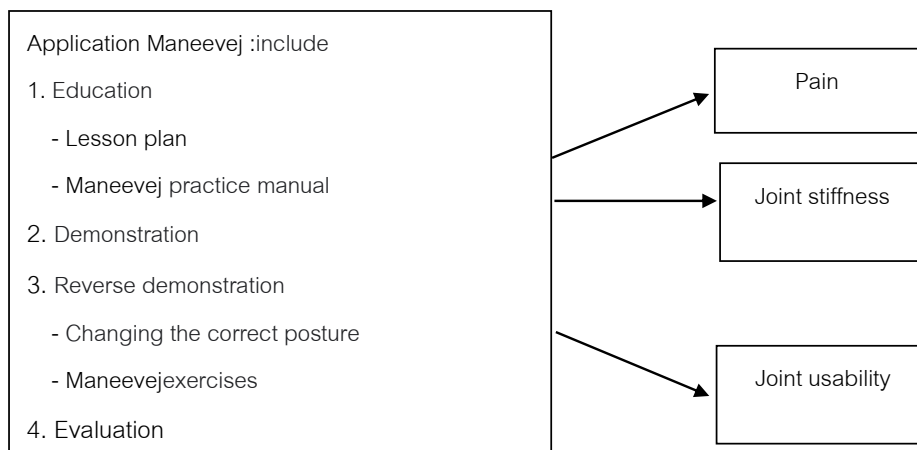 Application Maneevej :include
1. Education
- Lesson plan
- Maneevej practice manual
2. Demonstration
3. Reverse demonstration
- Changing the correct posture
- Maneevejexercises
4. Evaluation
Pain
Joint stiffness
Joint usability